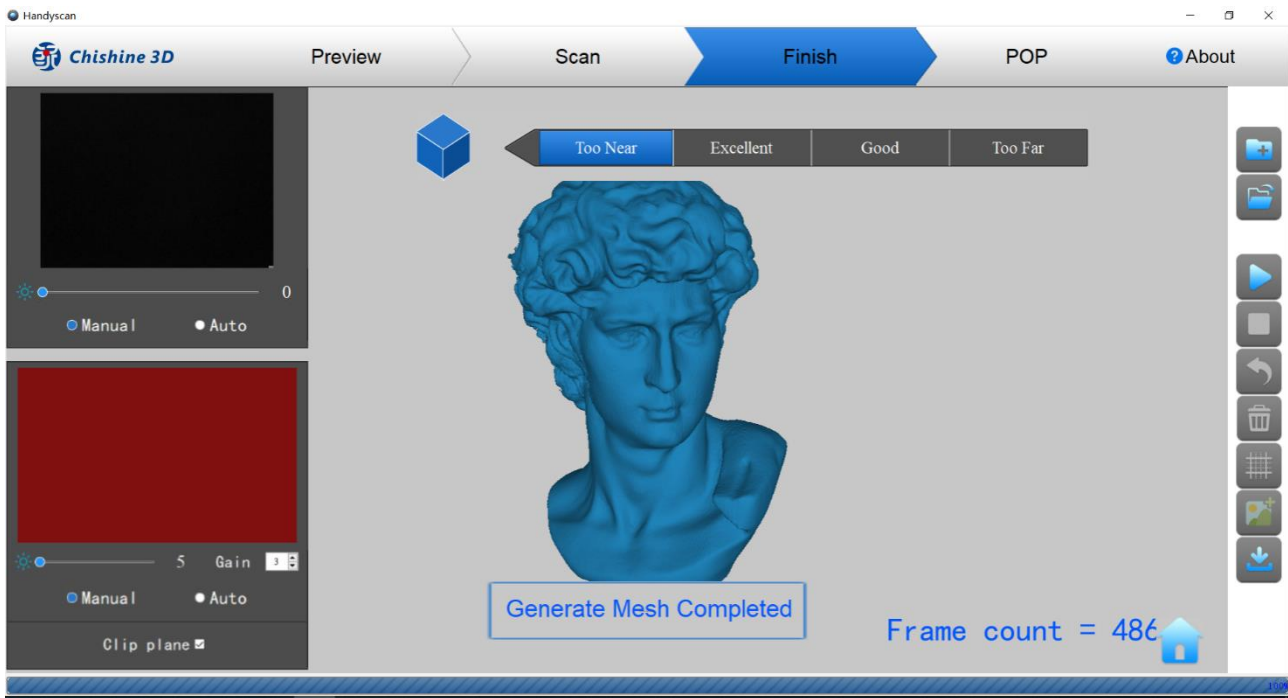 Handyscan
Chishine 3D
Preview
Scan
Finish
POP
? About
Too Near
Excellent
Good
Too Far
0
Manual
Auto
5
Gain
3
Manual
Auto
Clip plane
Generate Mesh Completed
Frame count = 486